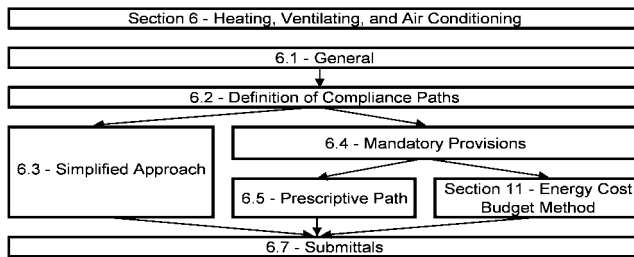 Section 6 - Heating, Ventilating, and Air Conditioning
6.1 - General
6.2 - Definition of Compliance Paths
6.3 - Simplified Approach
6.4 - Mandatory Provisions
6.5 - Prescriptive Path
Section 11 - Energy Cost
Budget Method
6.7 - Submittals